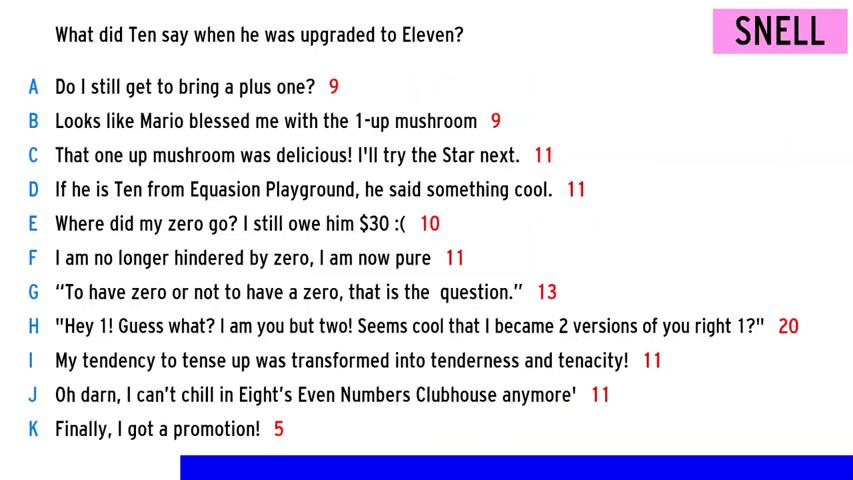 What did Ten say when he was upgraded to Eleven?
SNELL
A Do I still get to bring a plus one? 9
B Looks like Mario blessed me with the 1-up mushroom 9
C That one up mushroom was delicious! I'll try the Star next. 11
D If he is Ten from Equasion Playground, he said something cool. 11
E Where did my zero go? I still owe him $30 :( 10
F I am no longer hindered by zero, I am now pure 11
G “To have zero or not to have a zero, that is the question.” 13
H "Hey 1! Guess what? I am you but two! Seems cool that I became 2 versions of you right 1?" 20
I My tendency to tense up was transformed into tenderness and tenacity! 11
J Oh darn, I can’t chill in Eight’s Even Numbers Clubhouse anymore' 11
K Finally, I got a promotion! 5